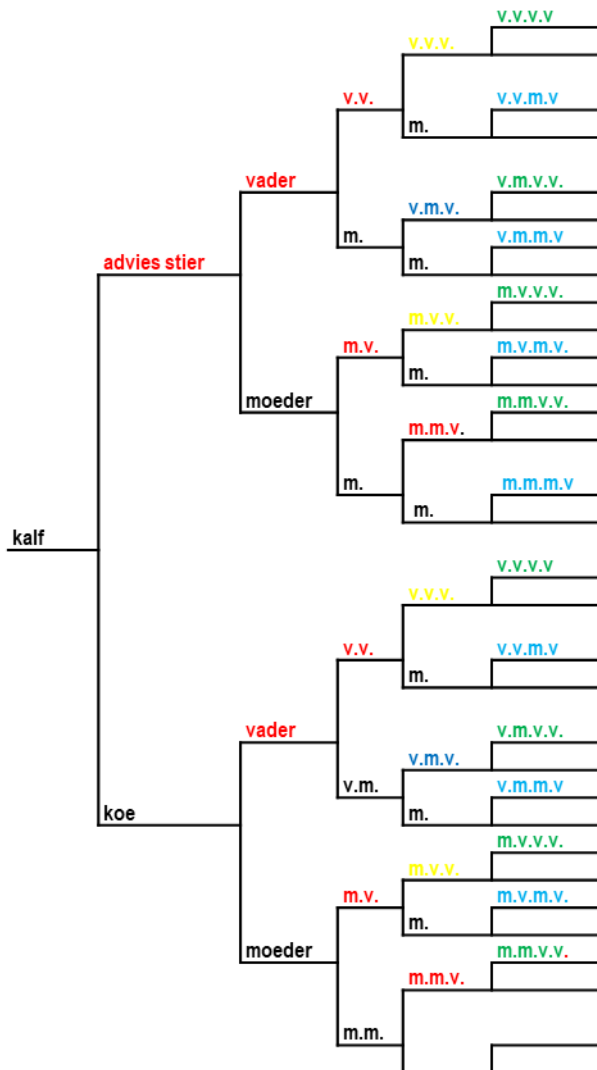 v.v.v.v
v.v.v.
v.v.
v.v.m.v
m.
vader
v.m.v.v.
v.m.v.
m.
v.m.m.v
m.
advies stier
m.v.v.v.
m.v.v.
m.v.
m.v.m.v.
m.
moeder
m.m.v.v.
m.m.v.
m.
m.m.m.v
m.
kalf
v.v.v.v
v.v.v.
v.v.
v.v.m.v
m.
vader
v.m.v.v.
v.m.v.
v.m.
v.m.m.v
m.
koe
m.v.v.v.
m.v.v.
m.v.
m.v.m.v.
m.
moeder
m.m.v.v.
m.m.v.
m.m.